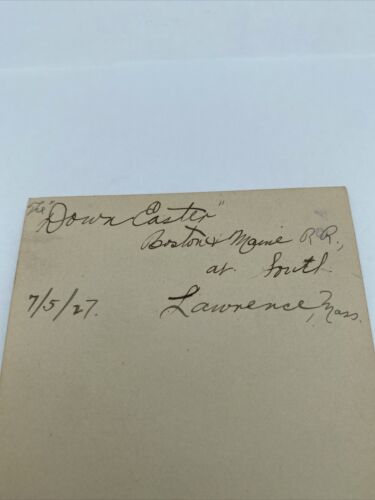 The "Down Easter"
Boston & Maine R.R.,
at South
7/5/27. Lawrence, Mass.